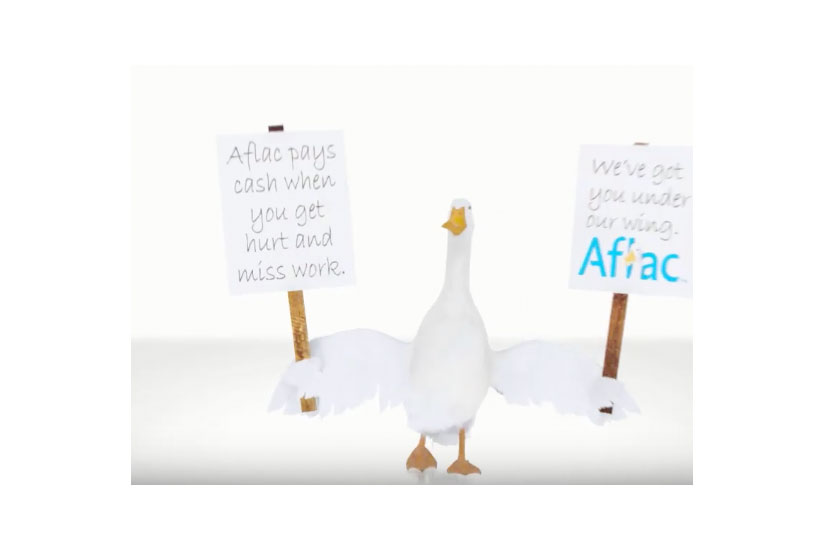 Aflac pays
cash when
you get
hurt and
miss work.
We've got
you under
our wing.
Aflac